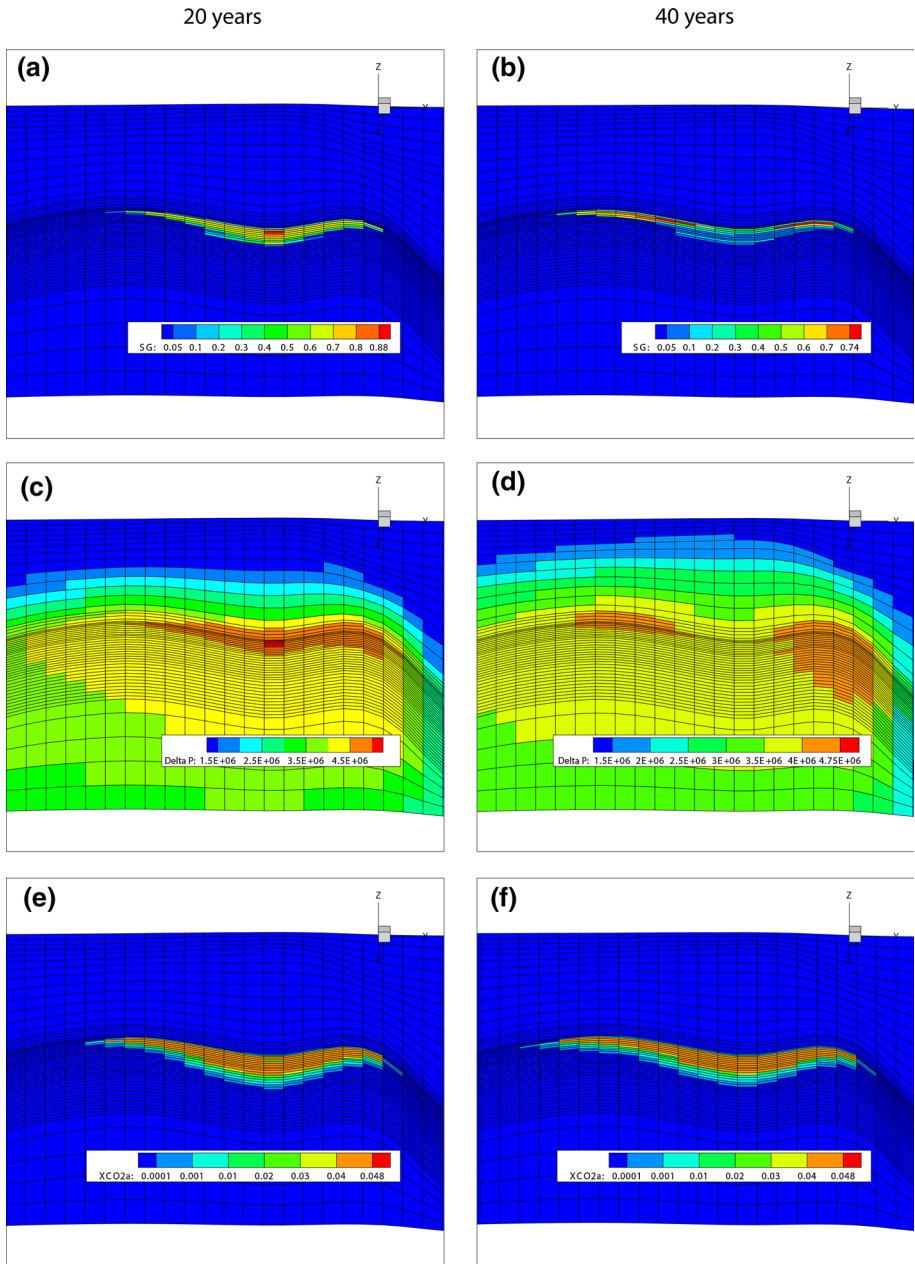 20 years
40 years
(a)
Z
Y
X
SG: 0.05 0.1 0.2 0.3 0.4 0.5 0.6 0.7 0.8 0.88
(b)
Z
Y
X
SG: 0.05 0.1 0.2 0.3 0.4 0.5 0.6 0.7 0.74
(c)
Z
Y
X
Delta P: 1.5E+06 2.5E+06 3.5E+06 4.5E+06
(d)
Z
Y
X
Delta P: 1.5E+06 2E+06 2.5E+06 3E+06 3.5E+06 4E+06 4.75E+06
(e)
Z
Y
X
XCO2a: 0.0001 0.001 0.01 0.02 0.03 0.04 0.048
(f)
Z
Y
X
XCO2a: 0.0001 0.001 0.01 0.02 0.03 0.04 0.048